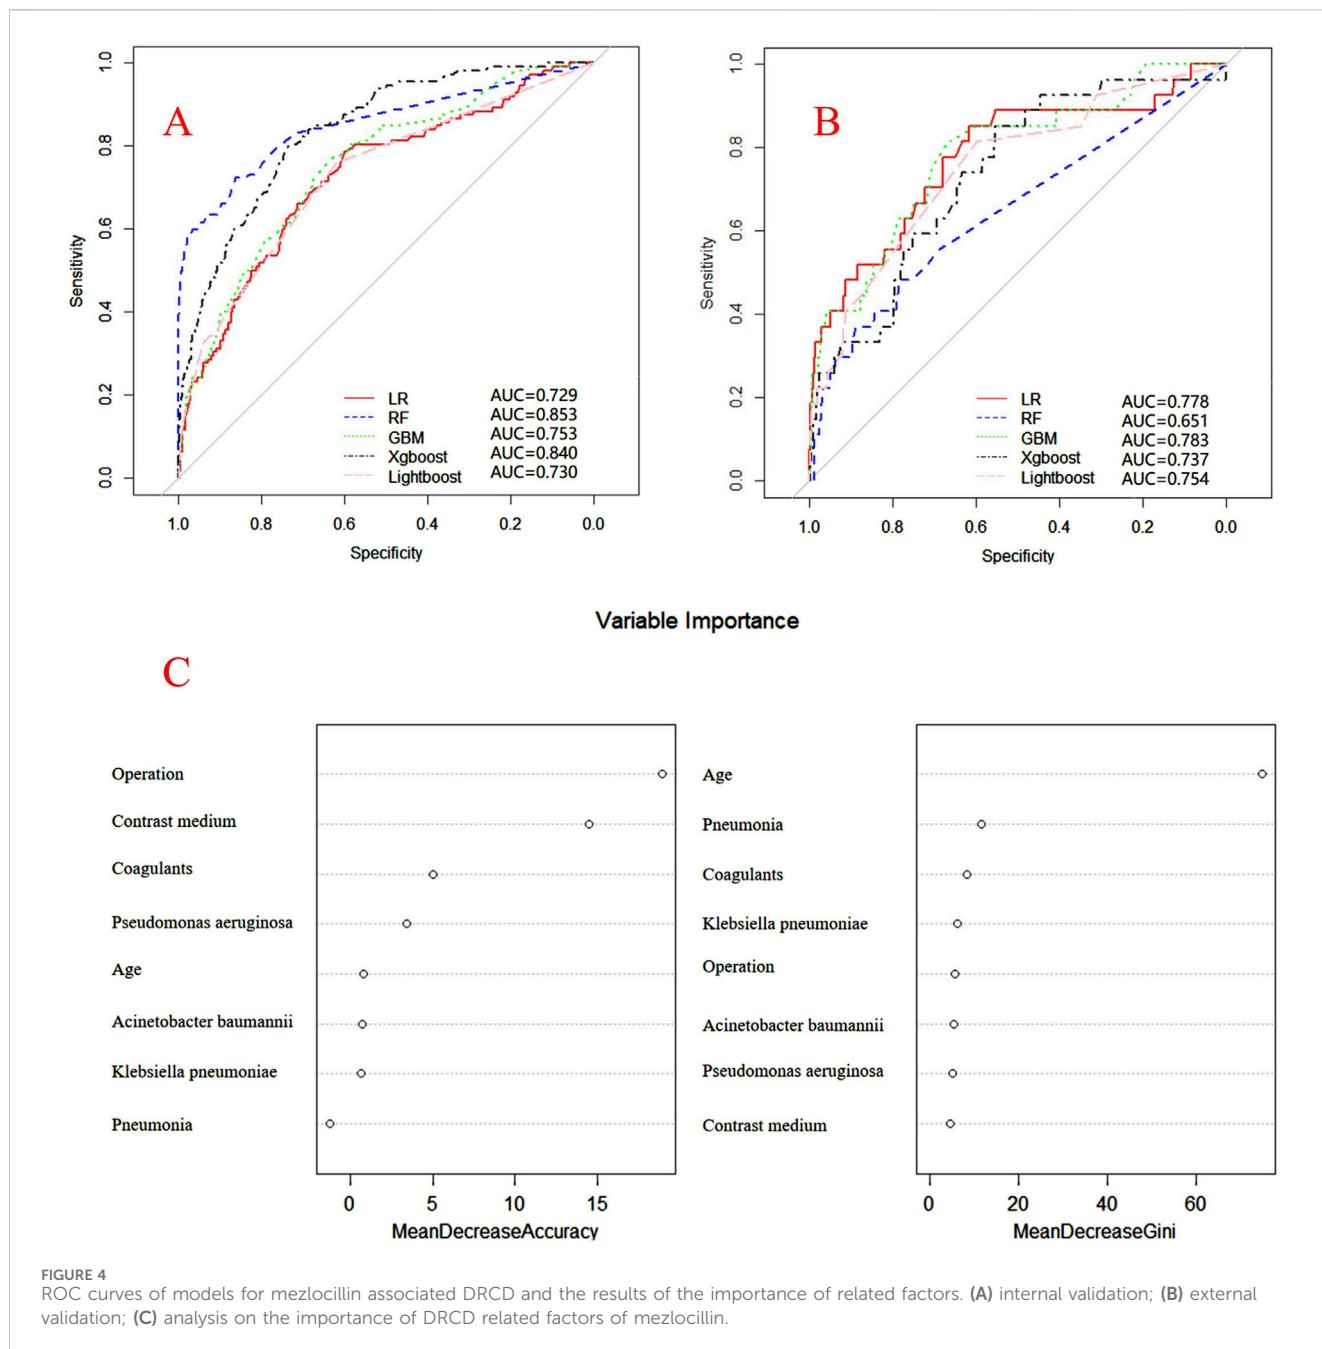 A
1.0
0.8
0.6
0.4
0.2
0.0
Sensitivity
LR AUC=0.729
RF AUC=0.853
GBM AUC=0.753
Xgboost AUC=0.840
Lightboost AUC=0.730
1.0 0.8 0.6 0.4 0.2 0.0
Specificity
B
1.0
0.8
0.6
0.4
0.2
0.0
Sensitivity
LR AUC=0.778
RF AUC=0.651
GBM AUC=0.783
Xgboost AUC=0.737
Lightboost AUC=0.754
1.0 0.8 0.6 0.4 0.2 0.0
Specificity
Variable Importance
C
Operation
Contrast medium
Coagulants
Pseudomonas aeruginosa
Age
Acinetobacter baumannii
Klebsiella pneumoniae
Pneumonia
0 5 10 15
MeanDecreaseAccuracy
Age
Pneumonia
Coagulants
Klebsiella pneumoniae
Operation
Acinetobacter baumannii
Pseudomonas aeruginosa
Contrast medium
0 20 40 60
MeanDecreaseGini
FIGURE 4
ROC curves of models for mezlocillin associated DRCD and the results of the importance of related factors. (A) internal validation; (B) external
validation; (C) analysis on the importance of DRCD related factors of mezlocillin.